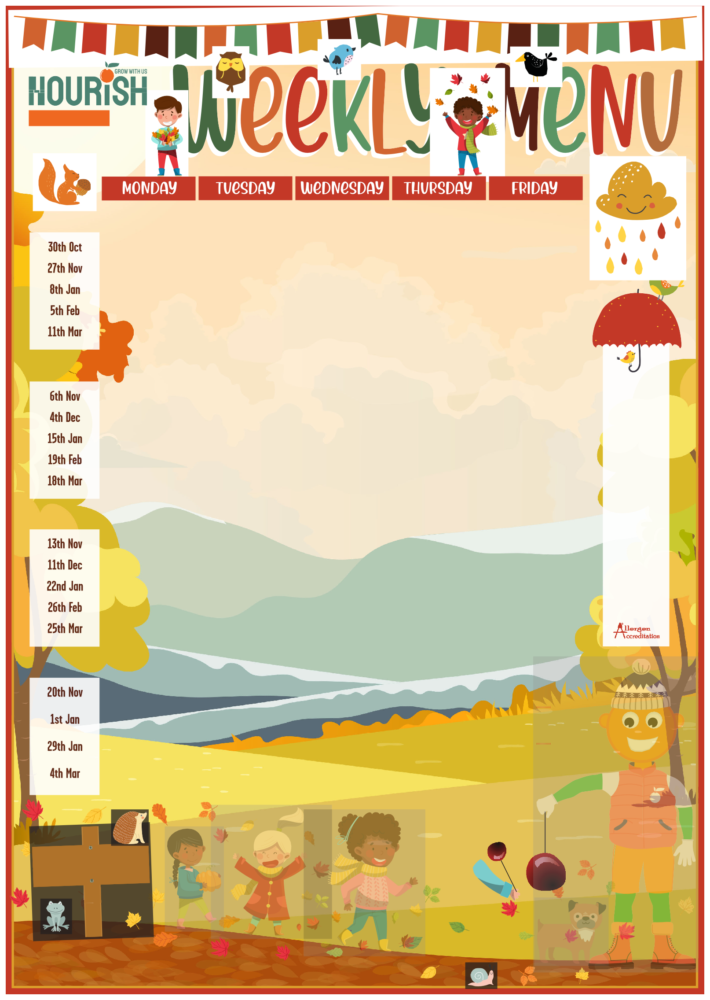 GROW WITH US
NOURiSH
Weekly Menu
MONDAY
TUESDAY
WEDNESDAY
THURSDAY
FRIDAY
30th Oct
27th Nov
8th Jan
5th Feb
11th Mar
6th Nov
4th Dec
15th Jan
19th Feb
18th Mar
13th Nov
11th Dec
22nd Jan
26th Feb
25th Mar
Allergen
Accreditation
20th Nov
1st Jan
29th Jan
4th Mar